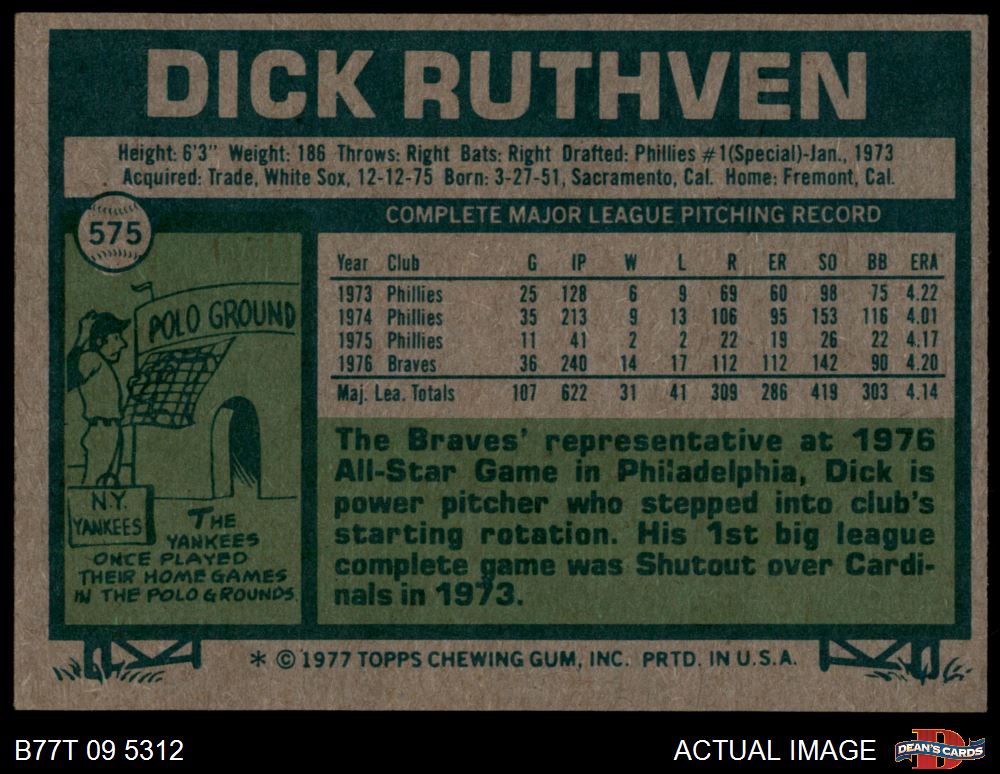 DICK RUTHVEN
Height: 6'3" Weight: 186 Throws: Right Bats: Right Drafted: Phillies #1(Special)-Jan., 1973
Acquired: Trade, White Sox, 12-12-75 Born: 3-27-51, Sacramento, Cal. Home: Fremont, Cal.
575
COMPLETE MAJOR LEAGUE PITCHING RECORD
Year Club G IP W L R ER SO BB ERA
1973 Phillies 25 128 6 9 69 60 98 75 4.22
1974 Phillies 35 213 9 13 106 95 153 116 4.01
1975 Phillies 11 41 2 2 22 19 26 22 4.17
1976 Braves 36 240 14 17 112 112 142 90 4.20
Maj. Lea. Totals 107 622 31 41 309 286 419 303 4.14
POLO GROUND
N.Y.
YANKEES
THE
YANKEES
ONCE PLAYED
THEIR HOME GAMES
IN THE POLO GROUNDS.
The Braves' representative at 1976
All-Star Game in Philadelphia, Dick is
power pitcher who stepped into club's
starting rotation. His 1st big league
complete game was Shutout over Cardi-
nals in 1973.
* © 1977 TOPPS CHEWING GUM, INC. PRTD. IN U.S.A.
B77T 09 5312
ACTUAL IMAGE
DEAN'S CARDS